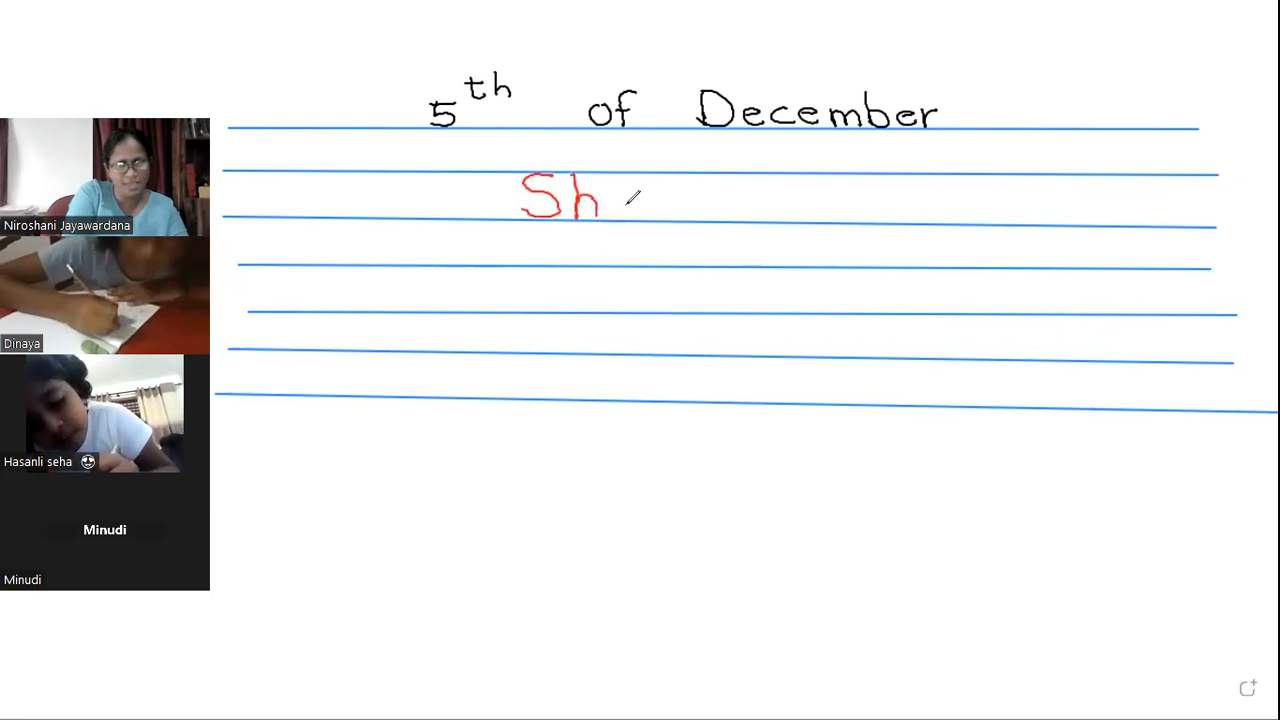 5th of December
Sh
Niroshani Jayawardana
Dinaya
Hasanli seha 😍
Minudi
Minudi